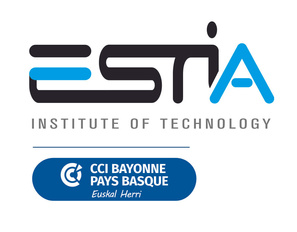 ESTIA
INSTITUTE OF TECHNOLOGY
CCI BAYONNE
PAYS BASQUE
Euskal Herri